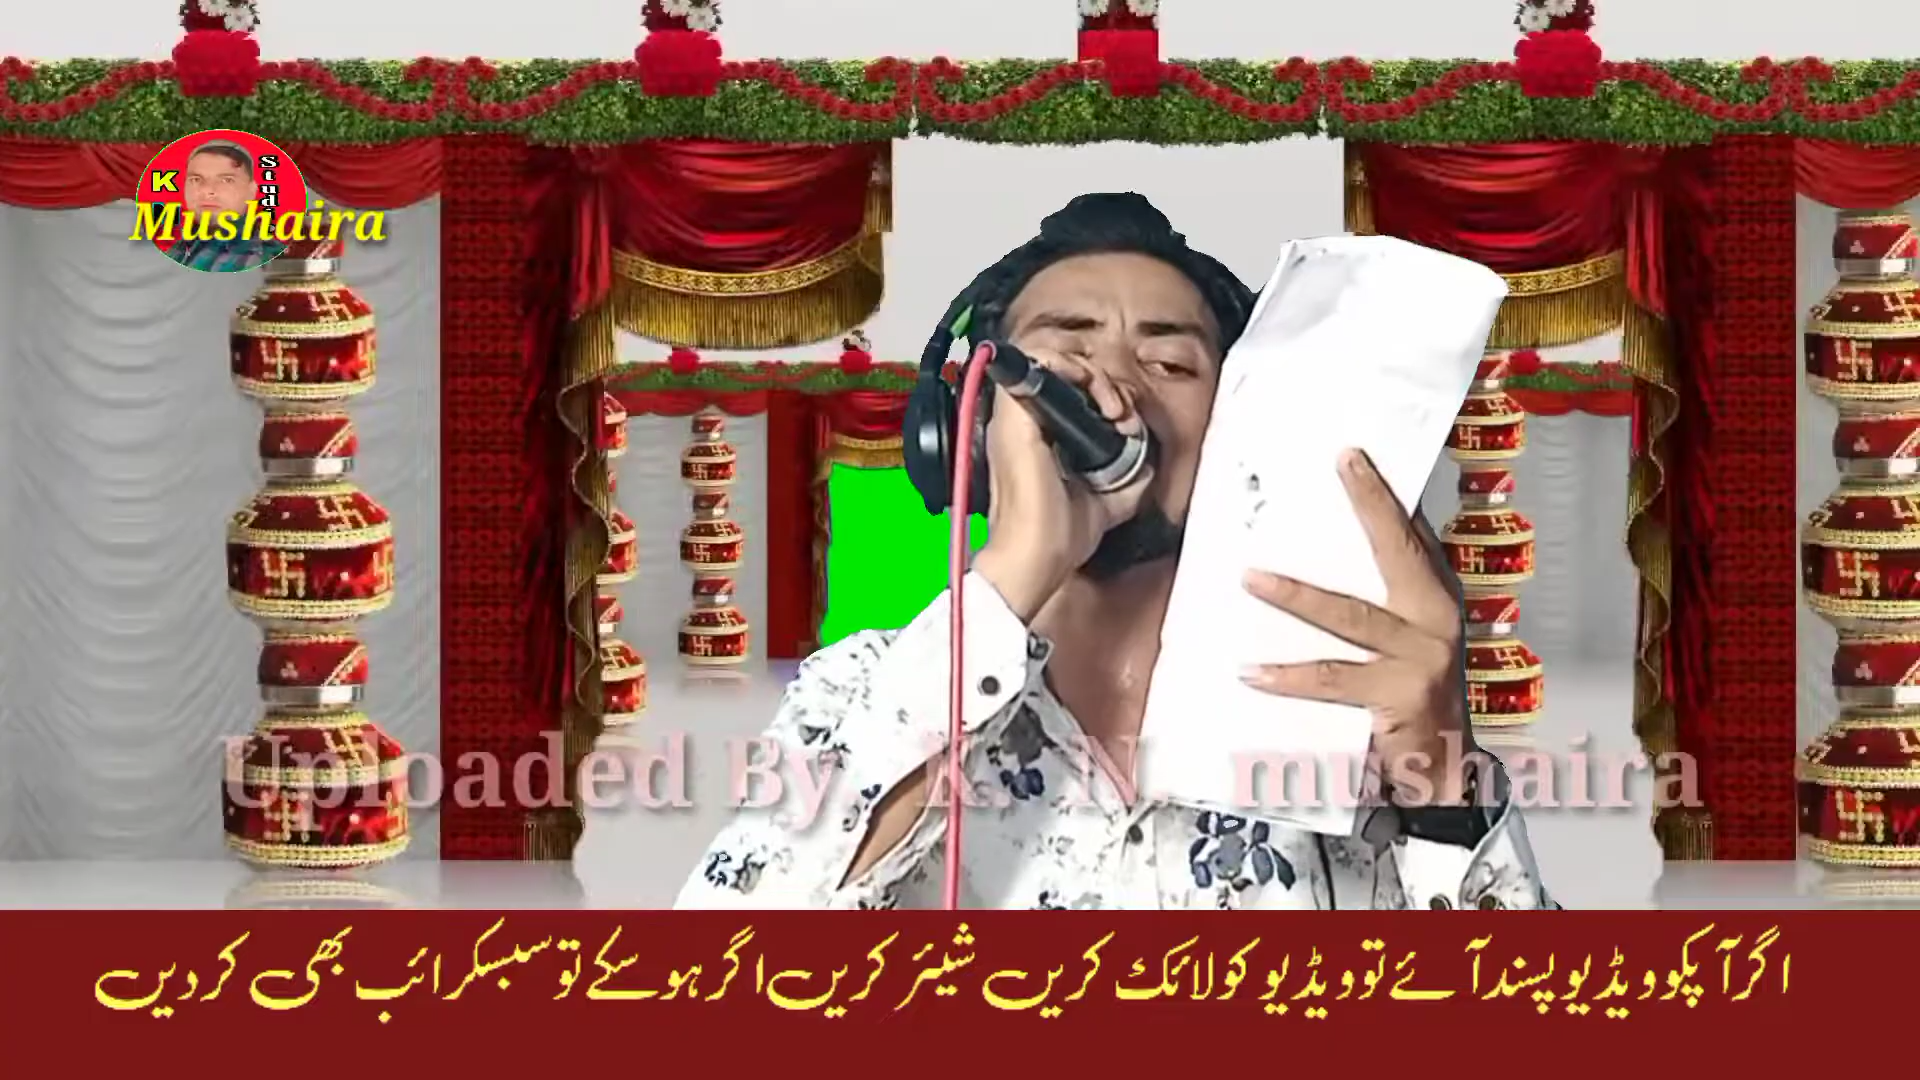 K
Stud
Mushaira
Uploaded By. K. N. mushaira
اگر آپکو ویڈیو پسند آئے تو ویڈیو کو لائک کریں شیئر کریں اگر ہو سکے تو سبسکرائب بھی کر دیں